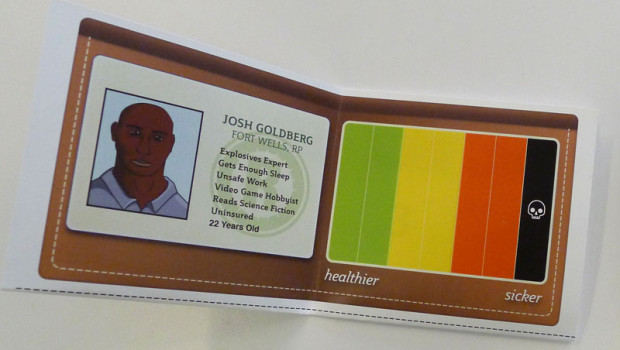 JOSH GOLDBERG
FORT WELLS, RP
Explosives Expert
Gets Enough Sleep
Unsafe Work
Video Game Hobbyist
Reads Science Fiction
Uninsured
22 Years Old
healthier
sicker